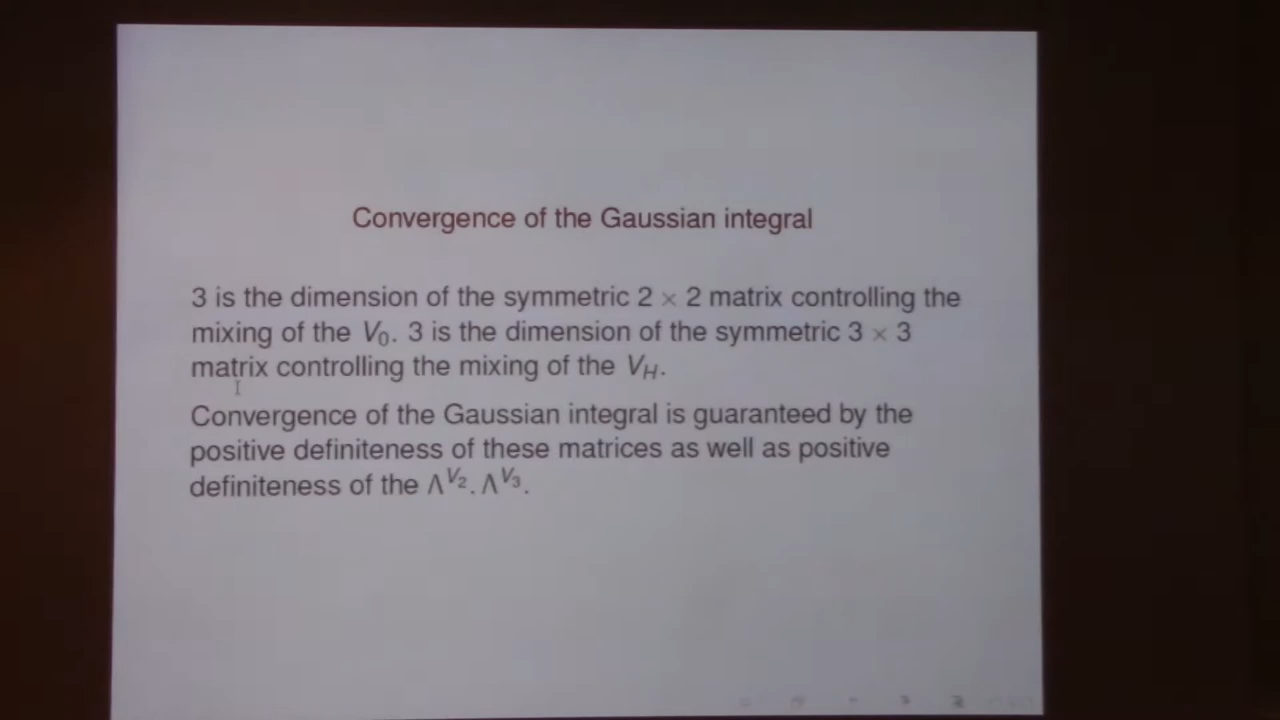 Convergence of the Gaussian integral
3 is the dimension of the symmetric 2 × 2 matrix controlling the
mixing of the V₀. 3 is the dimension of the symmetric 3 × 3
matrix controlling the mixing of the V_H.
Convergence of the Gaussian integral is guaranteed by the
positive definiteness of these matrices as well as positive
definiteness of the Λ^{V₂}. Λ^{V₃}.